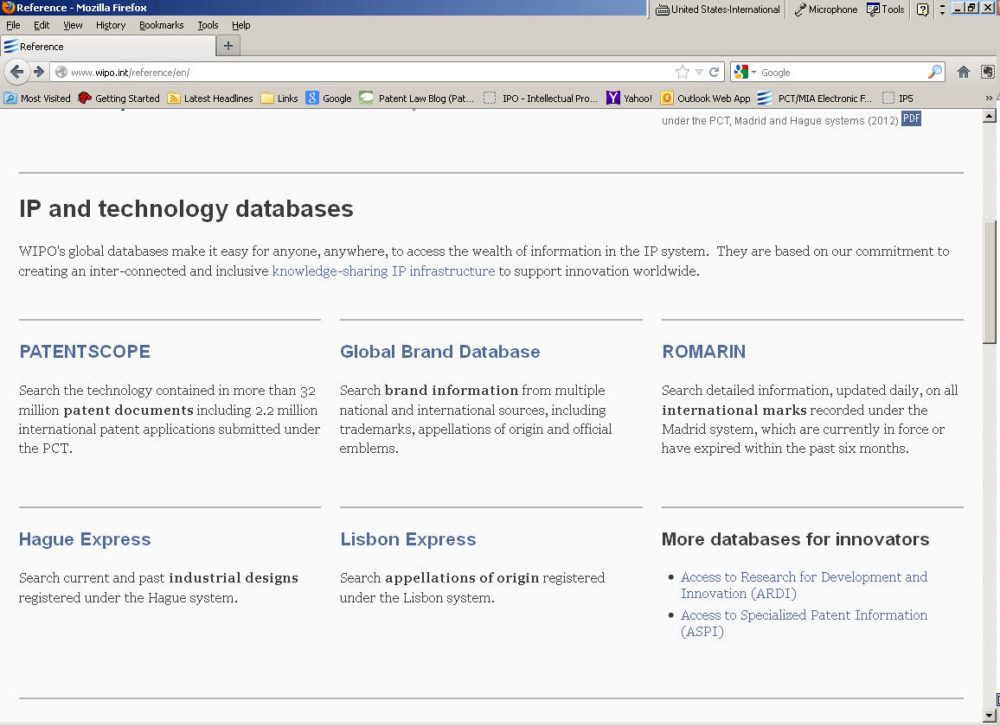 Reference - Mozilla Firefox
United States-International Microphone Tools
File Edit View History Bookmarks Tools Help
Reference
www.wipo.int/reference/en/
Google
Most Visited Getting Started Latest Headlines Links Google Patent Law Blog (Pat... IPO - Intellectual Pro... Yahoo! Outlook Web App PCT/MIA Electronic F... IP5 »
under the PCT, Madrid and Hague systems (2012) PDF
IP and technology databases
WIPO's global databases make it easy for anyone, anywhere, to access the wealth of information in the IP system. They are based on our commitment to
creating an inter-connected and inclusive knowledge-sharing IP infrastructure to support innovation worldwide.
PATENTSCOPE
Search the technology contained in more than 32
million patent documents including 2.2 million
international patent applications submitted under
the PCT.
Global Brand Database
Search brand information from multiple
national and international sources, including
trademarks, appellations of origin and official
emblems.
ROMARIN
Search detailed information, updated daily, on all
international marks recorded under the
Madrid system, which are currently in force or
have expired within the past six months.
Hague Express
Search current and past industrial designs
registered under the Hague system.
Lisbon Express
Search appellations of origin registered
under the Lisbon system.
More databases for innovators
• Access to Research for Development and
Innovation (ARDI)
• Access to Specialized Patent Information
(ASPI)